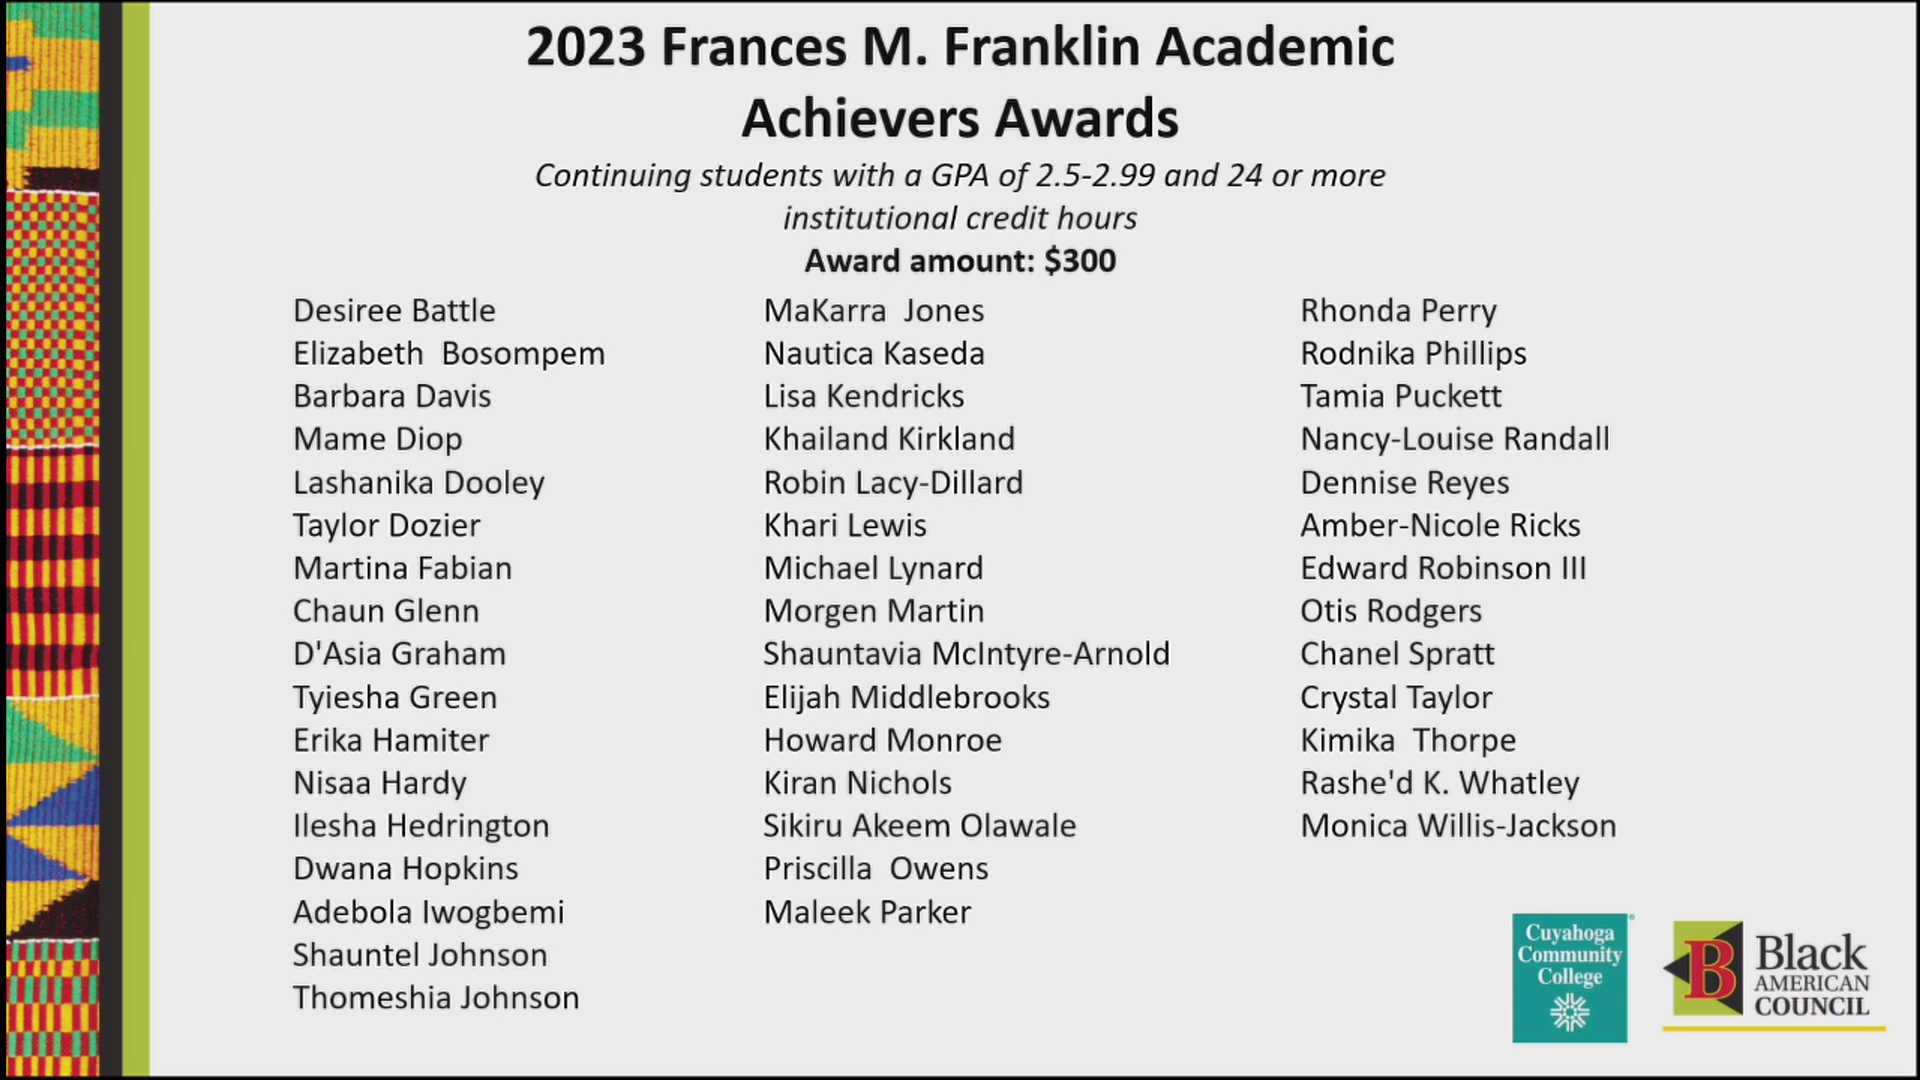 2023 Frances M. Franklin Academic
Achievers Awards
Continuing students with a GPA of 2.5-2.99 and 24 or more
institutional credit hours
Award amount: $300
Desiree Battle
Elizabeth  Bosompem
Barbara Davis
Mame Diop
Lashanika Dooley
Taylor Dozier
Martina Fabian
Chaun Glenn
D'Asia Graham
Tyiesha Green
Erika Hamiter
Nisaa Hardy
Ilesha Hedrington
Dwana Hopkins
Adebola Iwogbemi
Shauntel Johnson
Thomeshia Johnson
MaKarra  Jones
Nautica Kaseda
Lisa Kendricks
Khailand Kirkland
Robin Lacy-Dillard
Khari Lewis
Michael Lynard
Morgen Martin
Shauntavia McIntyre-Arnold
Elijah Middlebrooks
Howard Monroe
Kiran Nichols
Sikiru Akeem Olawale
Priscilla  Owens
Maleek Parker
Rhonda Perry
Rodnika Phillips
Tamia Puckett
Nancy-Louise Randall
Dennise Reyes
Amber-Nicole Ricks
Edward Robinson III
Otis Rodgers
Chanel Spratt
Crystal Taylor
Kimika  Thorpe
Rashe'd K. Whatley
Monica Willis-Jackson
Cuyahoga
Community
College
B
Black
AMERICAN
COUNCIL